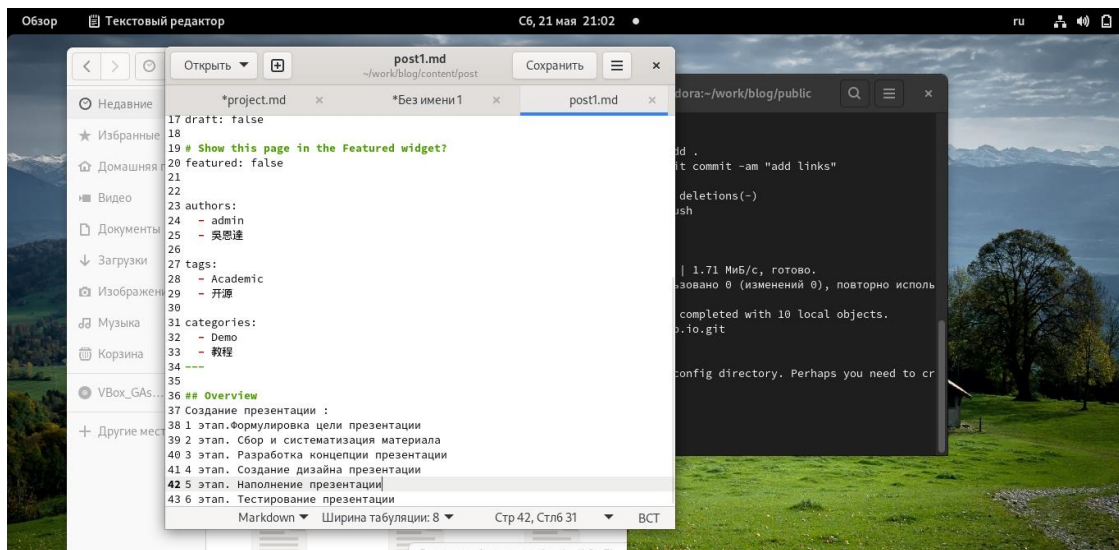 Обзор
Текстовый редактор
Сб, 21 мая 21:02
ru
Открыть
post1.md
~/work/blog/content/post
Сохранить
*project.md
*Без имени 1
post1.md
Недавние
Избранные
Домашняя
Видео
Документы
Загрузки
Музыка
Корзина
VBox_GAs...
Другие
17 draft: false
18
19 # Show this page in the Featured widget?
20 featured: false
21
22
23 authors:
24 - admin
25 - 吳恩達
26
27 tags:
28 - Academic
29 - 开源
30
31 categories:
32 - Demo
33 - 教程
34 ---
35
36 ## Overview
37 Создание презентации :
38 1 этап.Формулировка цели презентации
39 2 этап. Сбор и систематизация материала
40 3 этап. Разработка концепции презентации
41 4 этап. Создание дизайна презентации
42 5 этап. Наполнение презентации
43 6 этап. Тестирование презентации
Markdown
Ширина табуляции: 8
Стр 42, Стлб 31
ВСТ
dora:~/work/blog/public
dd .
it commit -am "add links"
deletions(-)
ush
| 1.71 МиБ/с, готово.
зовано 0 (изменений 0), повторно исполь
completed with 10 local objects.
o.io.git
config directory. Perhaps you need to cr